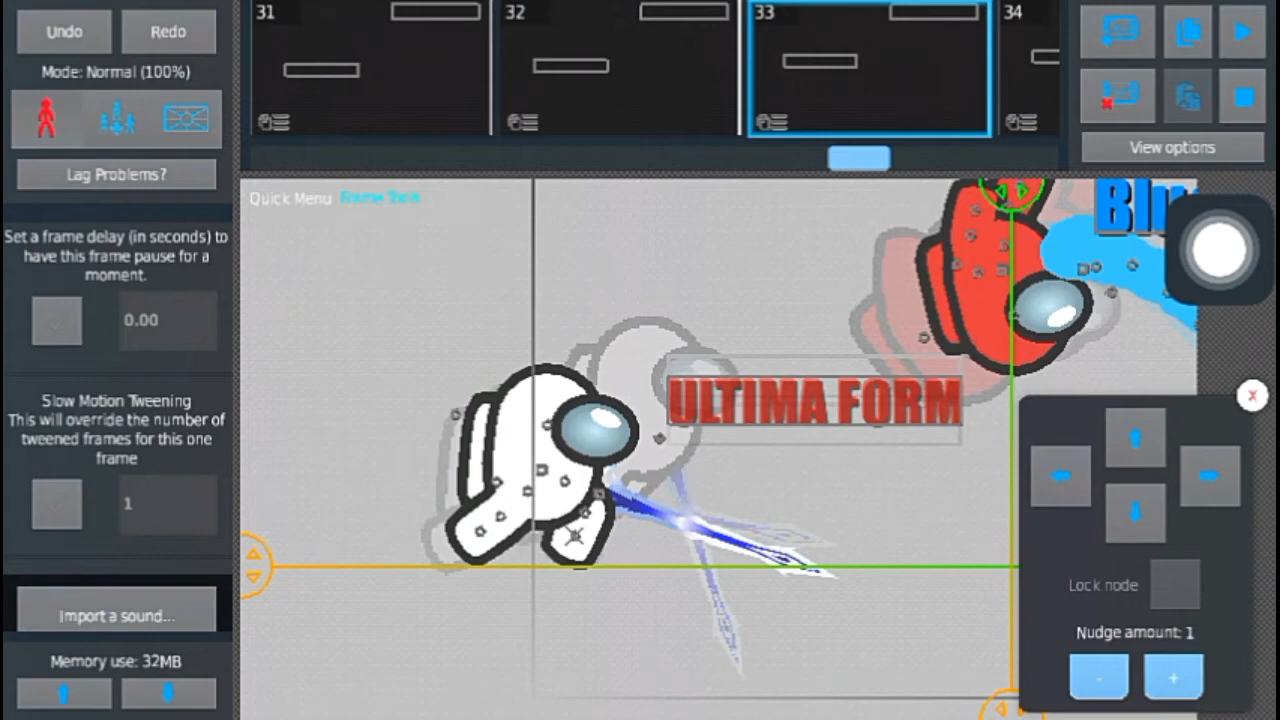 Undo
Redo
Mode: Normal (100%)
Lag Problems?
Set a frame delay (in seconds) to
have this frame pause for a
moment.
0.00
Slow Motion Tweening
This will override the number of
tweened frames for this one
frame
1
Import a sound...
Memory use: 32MB
31
32
33
34
View options
Quick Menu
Frame Tools
ULTIMA FORM
x
Lock node
Nudge amount: 1
-
+